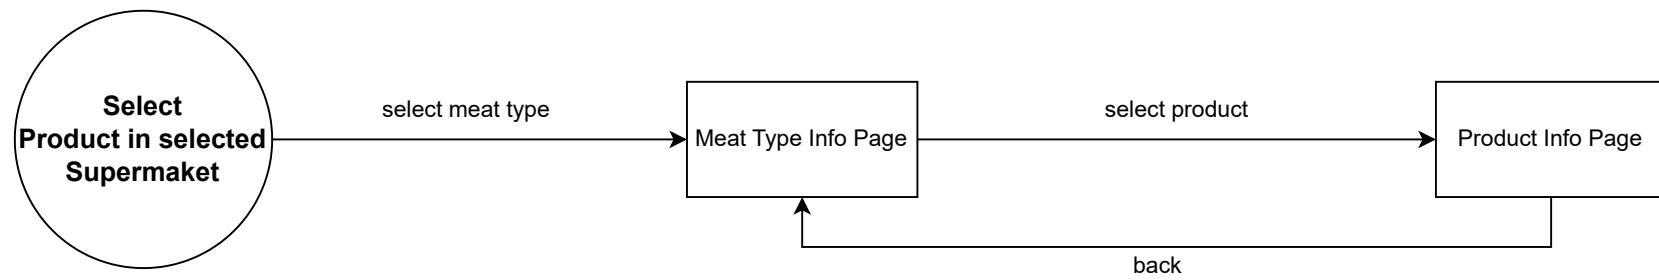 Select
Product in selected
Supermaket
select meat type
Meat Type Info Page
select product
Product Info Page
back